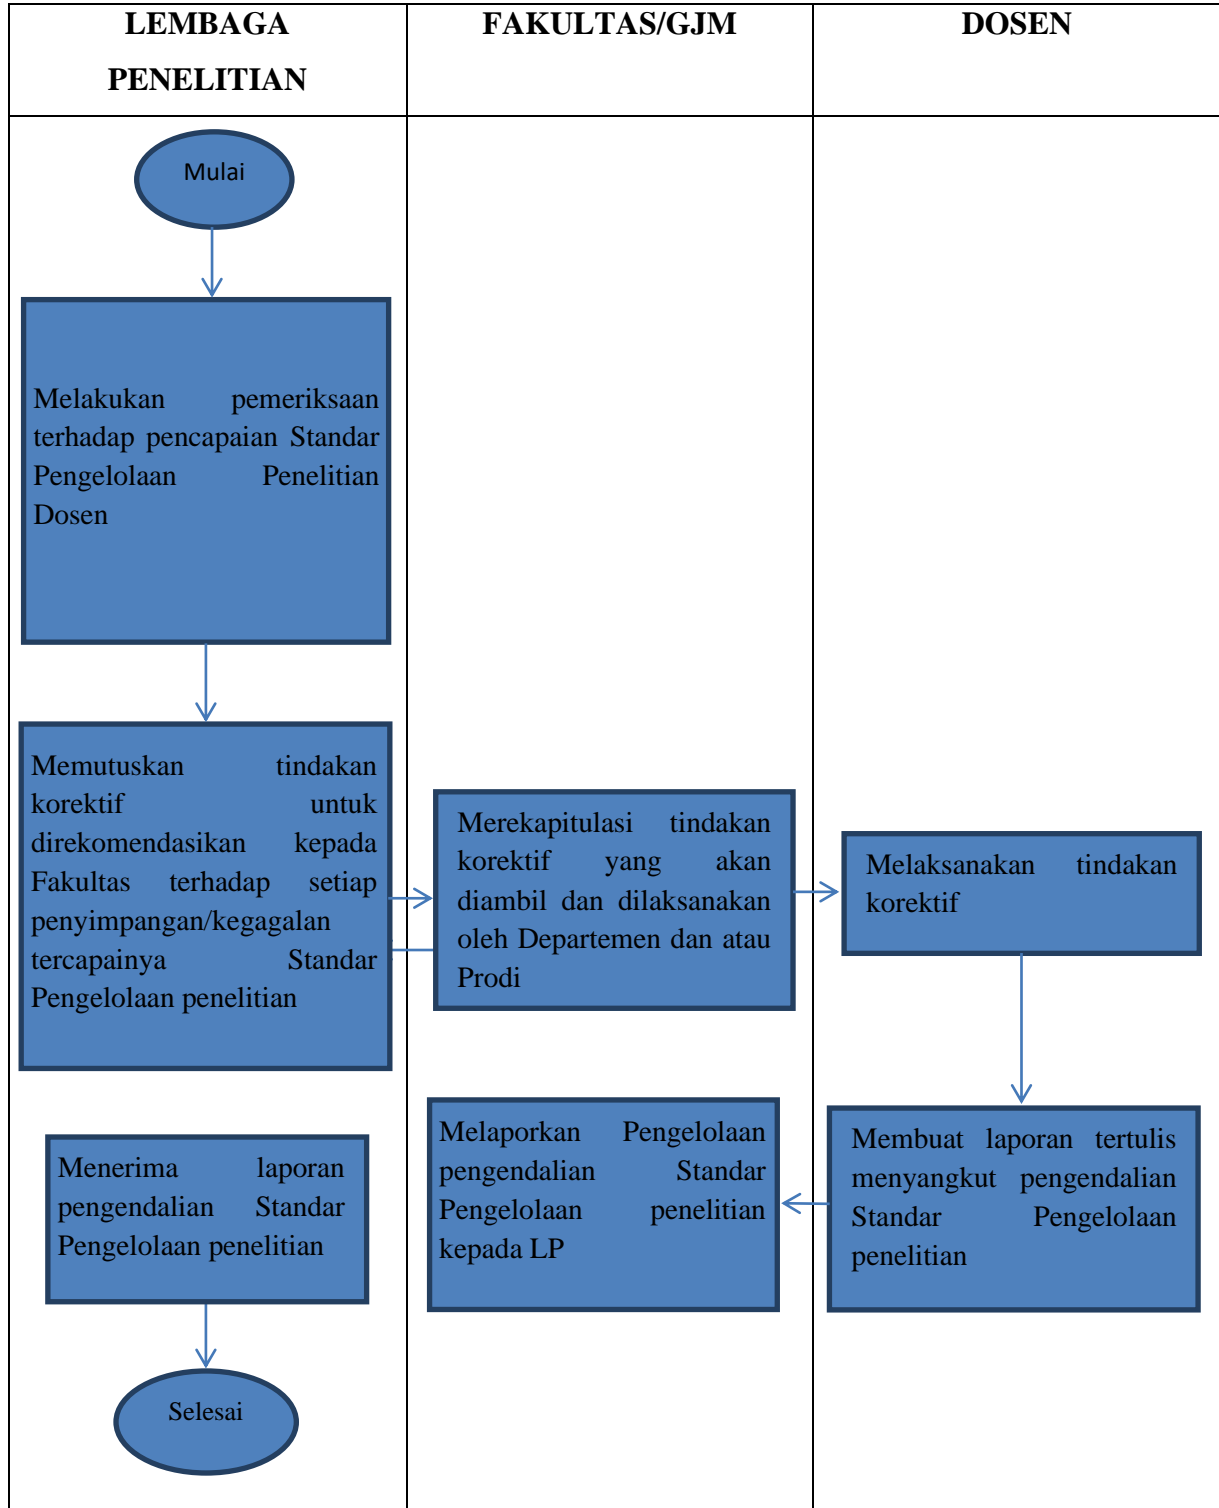 LEMBAGA
PENELITIAN
FAKULTAS/GJM
DOSEN
Mulai
Melakukan pemeriksaan
terhadap pencapaian Standar
Pengelolaan Penelitian
Dosen
Memutuskan tindakan
korektif untuk
direkomendasikan kepada
Fakultas terhadap setiap
penyimpangan/kegagalan
tercapainya Standar
Pengelolaan penelitian
Merekapitulasi tindakan
korektif yang akan
diambil dan dilaksanakan
oleh Departemen dan atau
Prodi
Melaksanakan tindakan
korektif
Membuat laporan tertulis
menyangkut pengendalian
Standar Pengelolaan
penelitian
Melaporkan Pengelolaan
pengendalian Standar
Pengelolaan penelitian
kepada LP
Menerima laporan
pengendalian Standar
Pengelolaan penelitian
Selesai